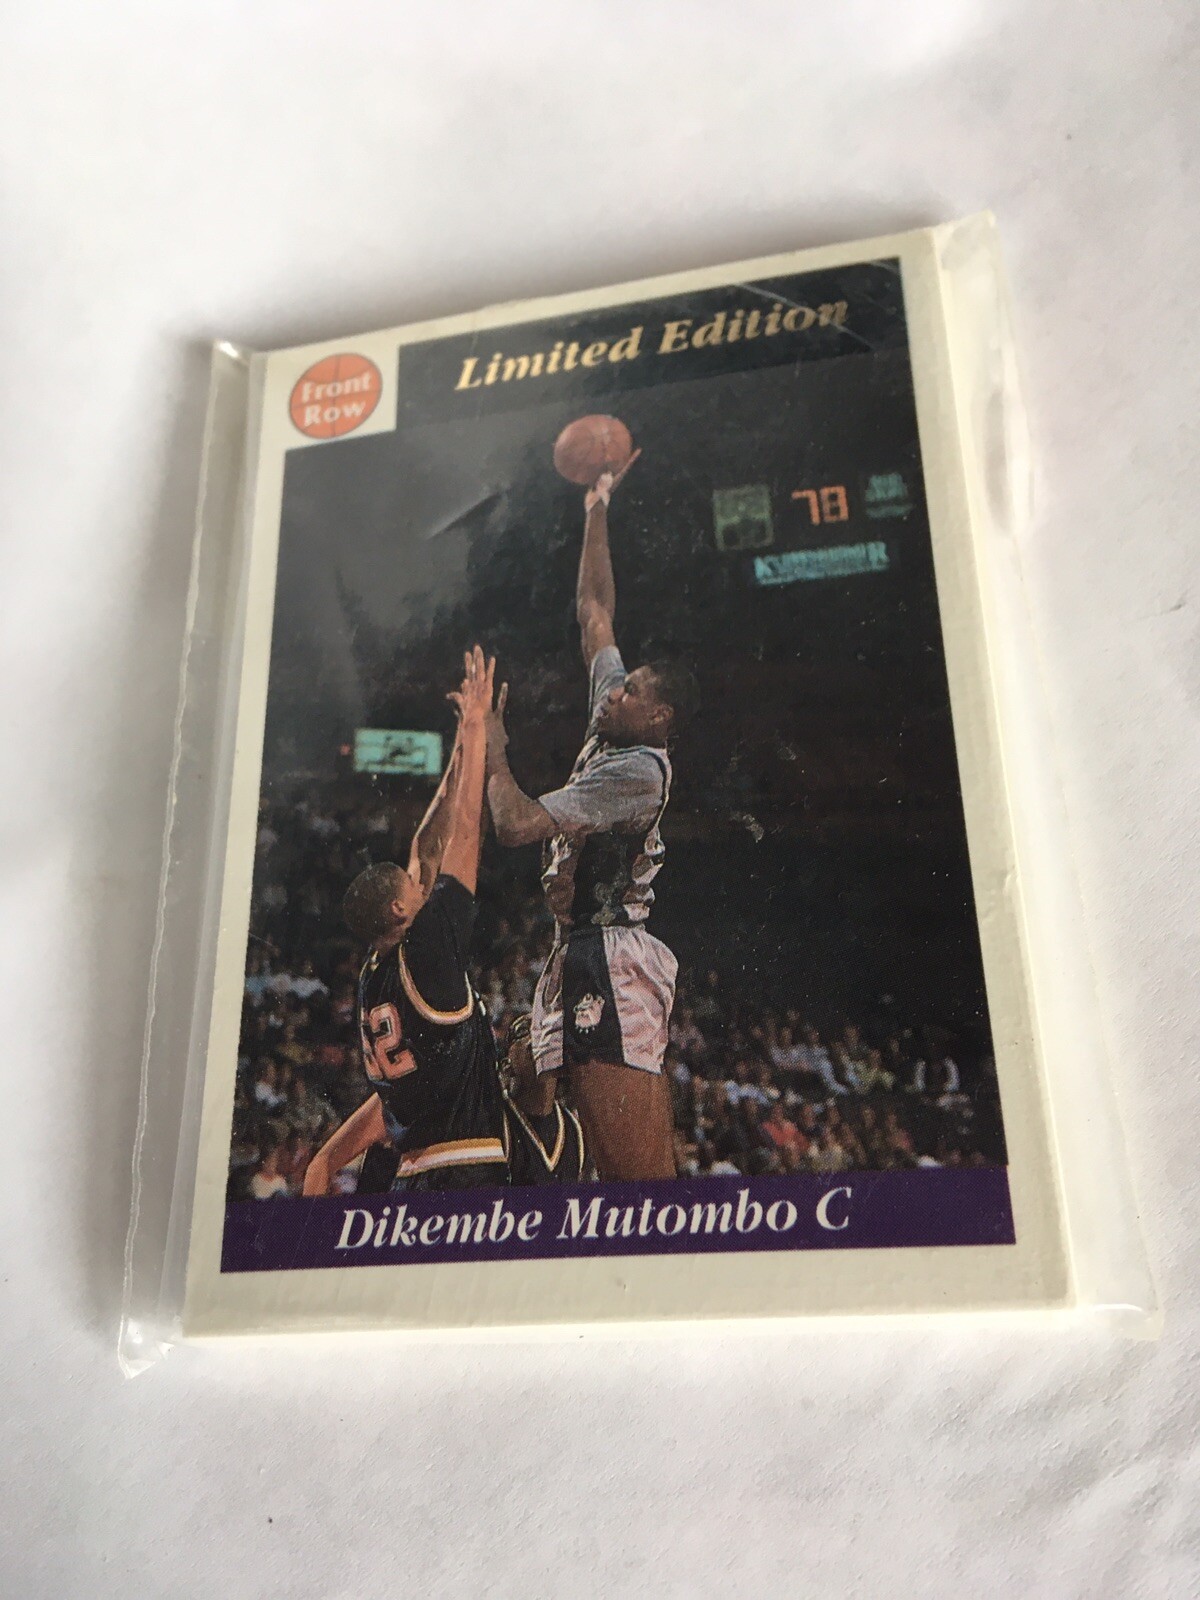 Limited Edition
Front
Row
78
52
Dikembe Mutombo C